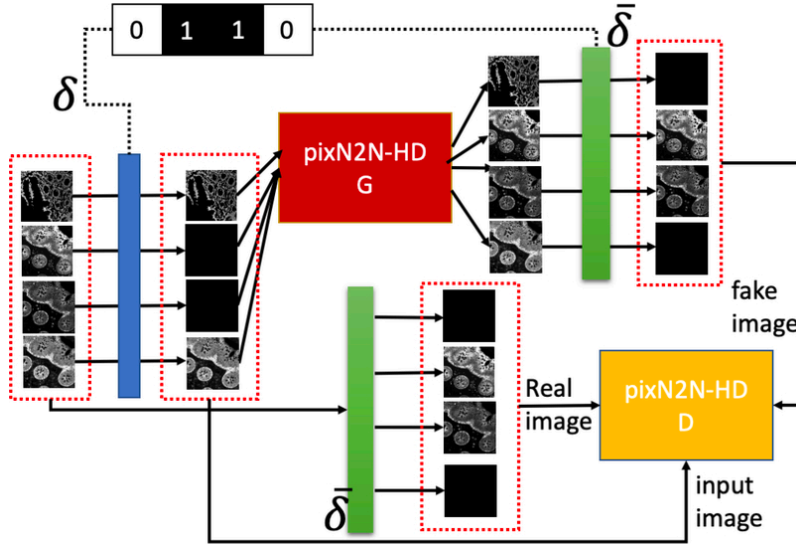 0 1 1 0
δ
δ̄
pixN2N-HD
G
fake
image
Real
image
pixN2N-HD
D
δ̄
input
image